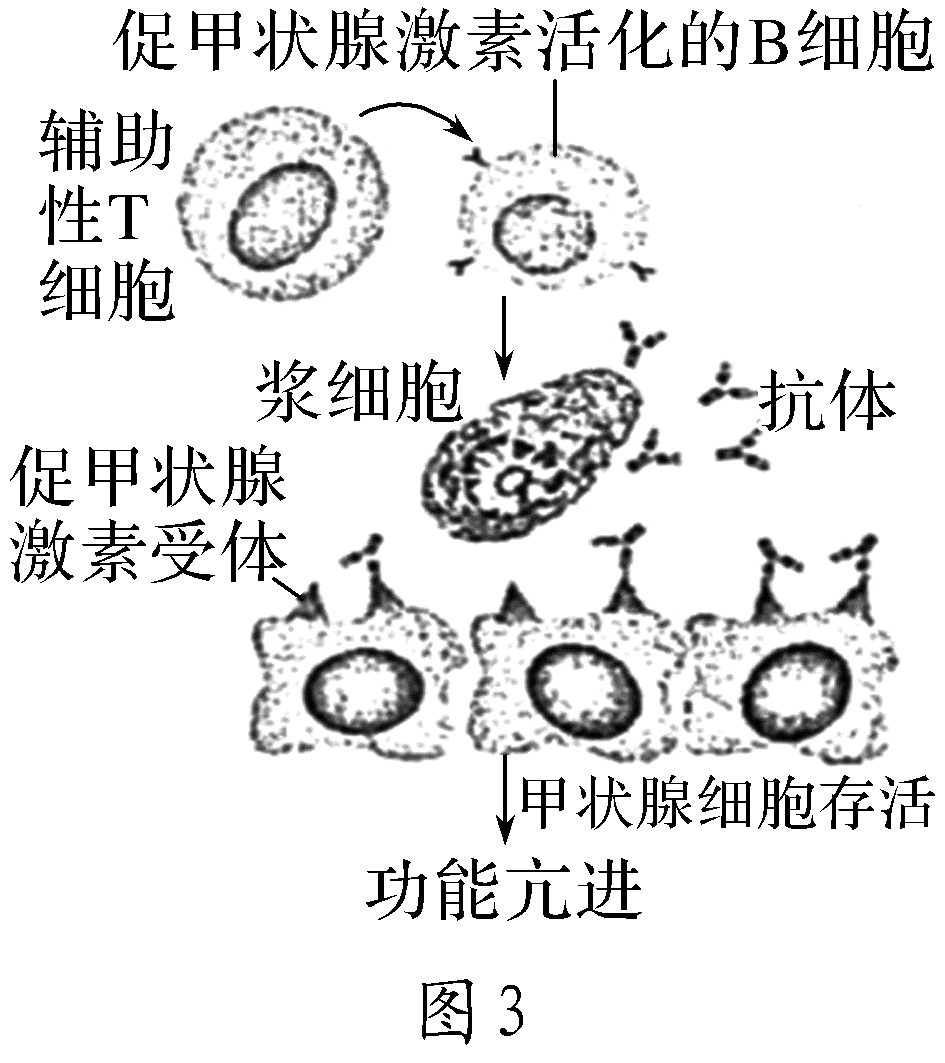 促甲状腺激素活化的B细胞
辅助
性T
细胞
浆细胞
抗体
促甲状腺
激素受体
甲状腺细胞存活
功能亢进
图3